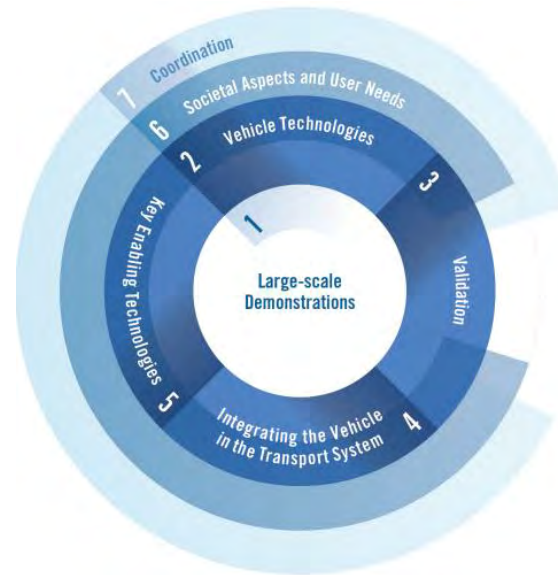 7 Coordination
6 Societal Aspects and User Needs
2 Vehicle Technologies
3 Validation
1
Large-scale
Demonstrations
5 Key Enabling Technologies
4 Integrating the Vehicle
in the Transport System